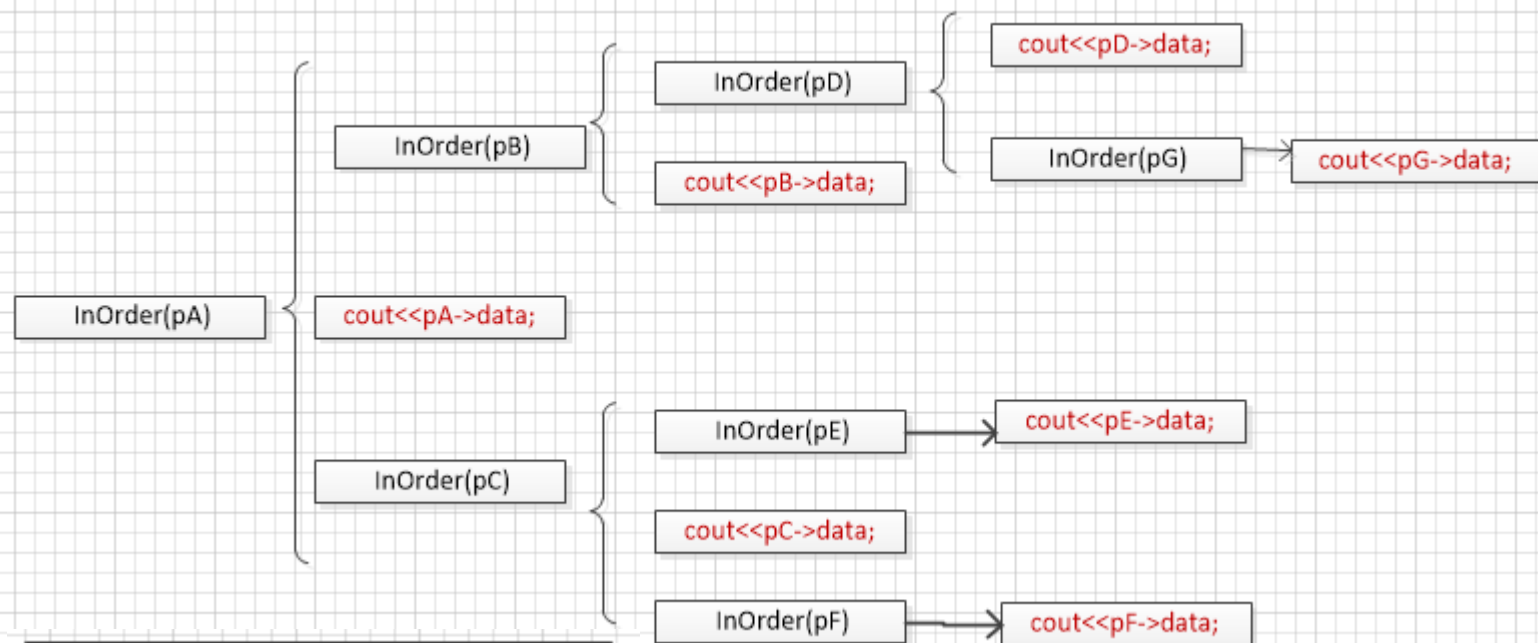 cout<<pD->data;
InOrder(pD)
InOrder(pB)
InOrder(pG)
cout<<pG->data;
cout<<pB->data;
InOrder(pA)
cout<<pA->data;
cout<<pE->data;
InOrder(pE)
InOrder(pC)
cout<<pC->data;
InOrder(pF)
cout<<pF->data;